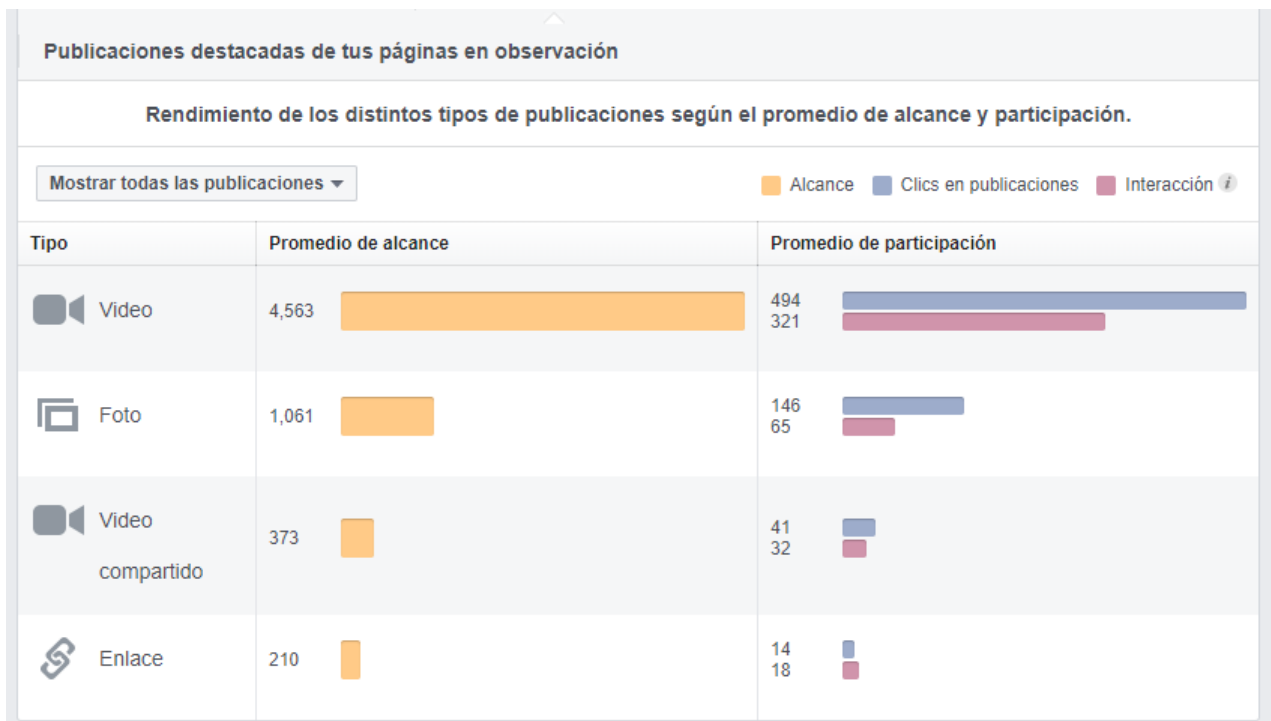 Publicaciones destacadas de tus páginas en observación
Rendimiento de los distintos tipos de publicaciones según el promedio de alcance y participación.
Mostrar todas las publicaciones
Alcance Clics en publicaciones Interacción i
Tipo Promedio de alcance Promedio de participación
Video 4,563 494
321
Foto 1,061 146
65
Video
compartido 373 41
32
Enlace 210 14
18